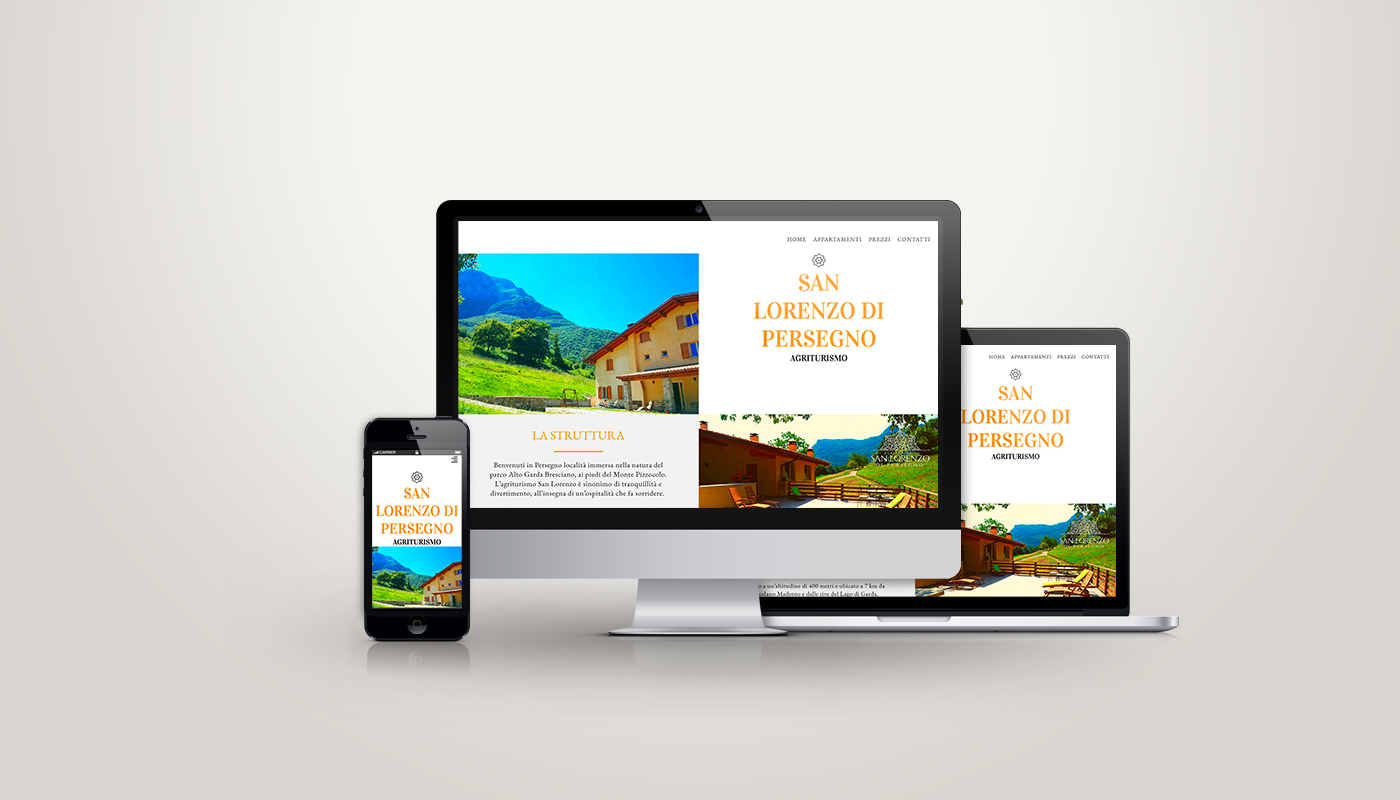 HOME APPARTAMENTI PREZZI CONTATTI
SAN
LORENZO DI
PERSEGNO
AGRITURISMO
LA STRUTTURA
Benvenuti in Persegno località immersa nella natura del
parco Alto Garda Bresciano, ai piedi del Monte Pizzocolo.
L'agriturismo San Lorenzo è sinonimo di tranquillità e
divertimento, all'insegna di un'ospitalità che fa sorridere.
SAN LORENZO
DI PERSEGNO
CARRIER
SAN
LORENZO DI
PERSEGNO
AGRITURISMO
HOME APPARTAMENTI PREZZI CONTATTI
SAN
LORENZO DI
PERSEGNO
AGRITURISMO
SAN LORENZO
DI PERSEGNO
o a un'altitudine di 400 metri e ubicato a 7 km da
colano Maderno e dalle rive del Lago di Garda,